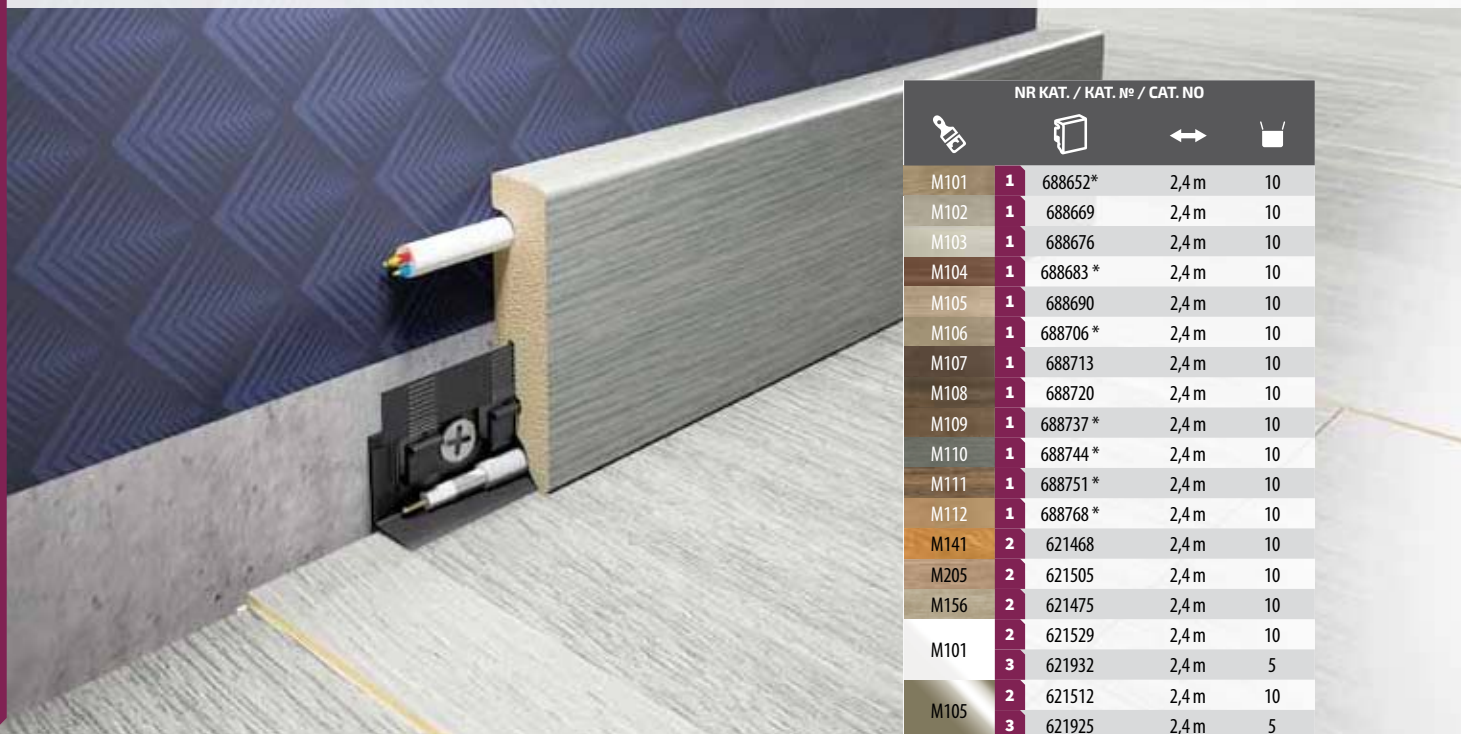 NR KAT. / КАТ. № / CAT. NO
M101 1 688652* 2,4 m 10
M102 1 688669 2,4 m 10
M103 1 688676 2,4 m 10
M104 1 688683 * 2,4 m 10
M105 1 688690 2,4 m 10
M106 1 688706 * 2,4 m 10
M107 1 688713 2,4 m 10
M108 1 688720 2,4 m 10
M109 1 688737 * 2,4 m 10
M110 1 688744 * 2,4 m 10
M111 1 688751 * 2,4 m 10
M112 1 688768 * 2,4 m 10
M141 2 621468 2,4 m 10
M205 2 621505 2,4 m 10
M156 2 621475 2,4 m 10
M101 2 621529 2,4 m 10
3 621932 2,4 m 5
M105 2 621512 2,4 m 10
3 621925 2,4 m 5